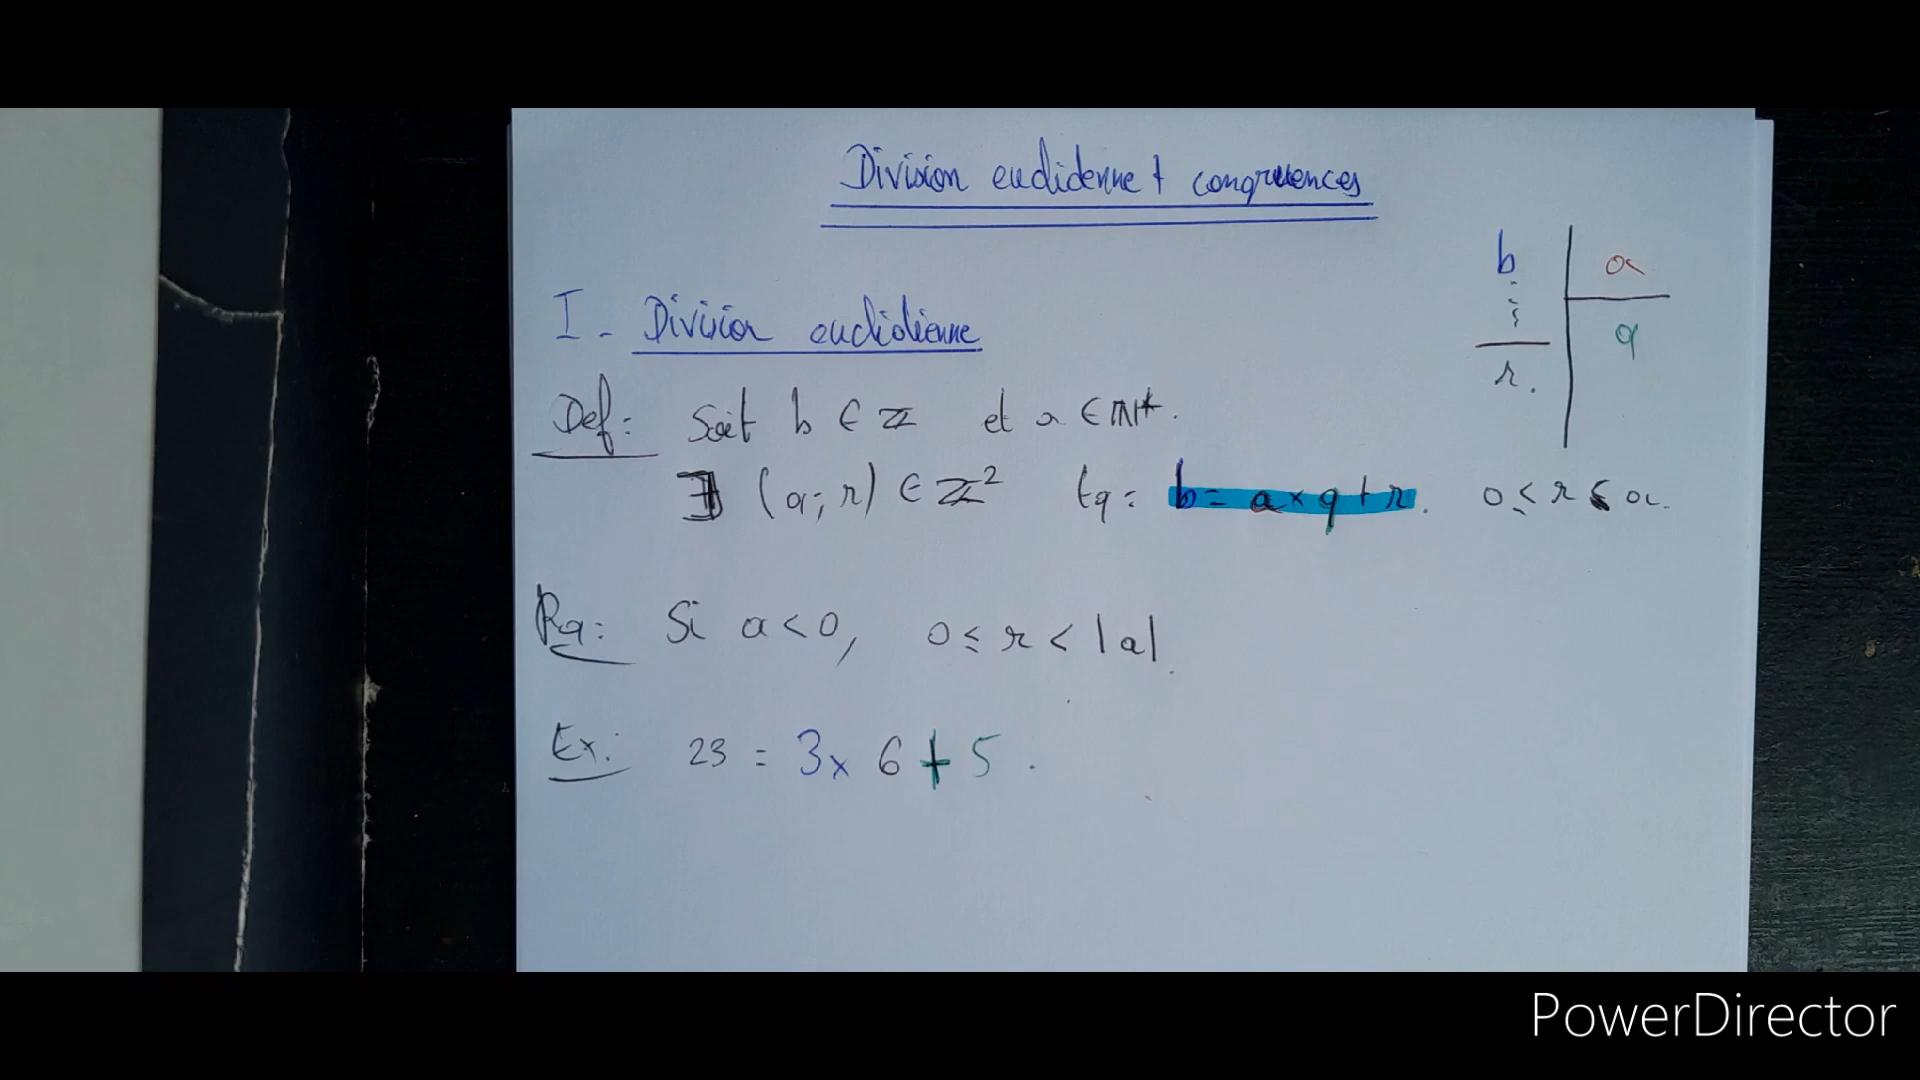 Division euclidenne + congruences
b | a
q
r.
I - Division euclidienne
Def: Soit b ∈ ℤ et a ∈ ℕ*.
∃ (q; r) ∈ ℤ² tq : b = a × q + r. 0 ≤ r < a.
Rq: Si a < 0, 0 ≤ r < |a|.
Ex: 23 = 3 × 6 + 5.
PowerDirector